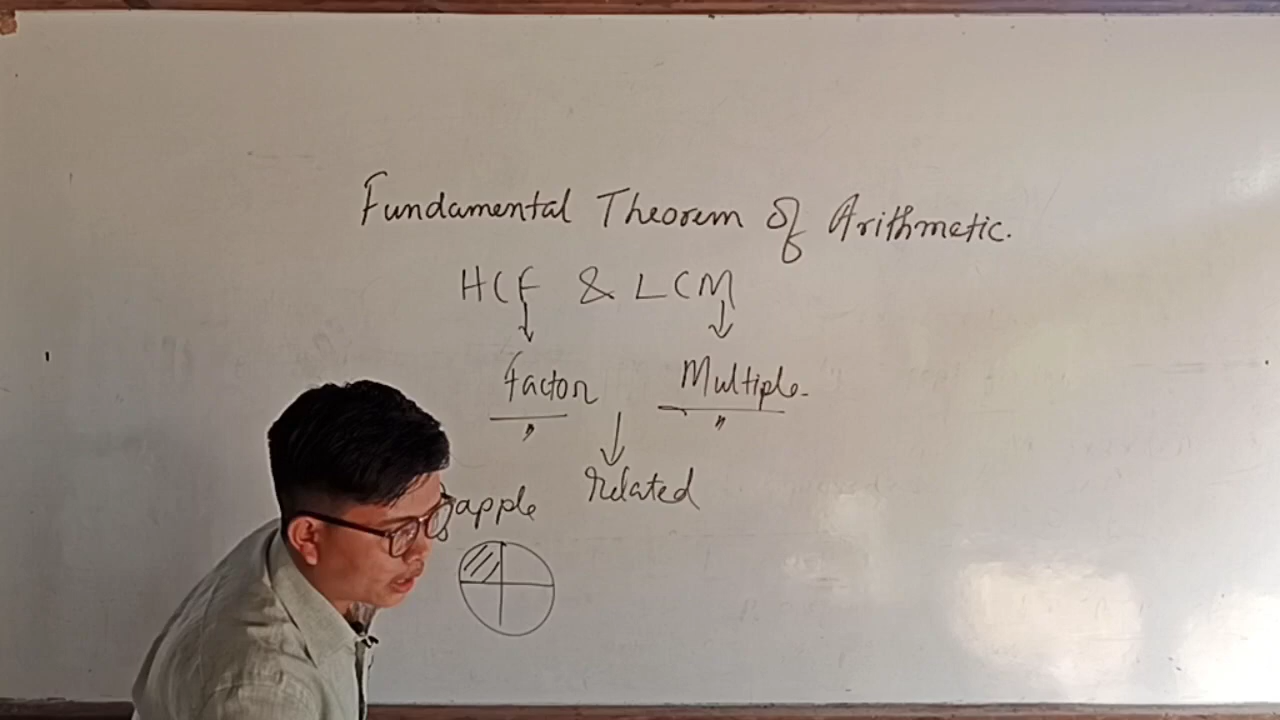 Fundamental Theorem of Arithmetic.
HCF & LCM
Factor Multiple
related
apple